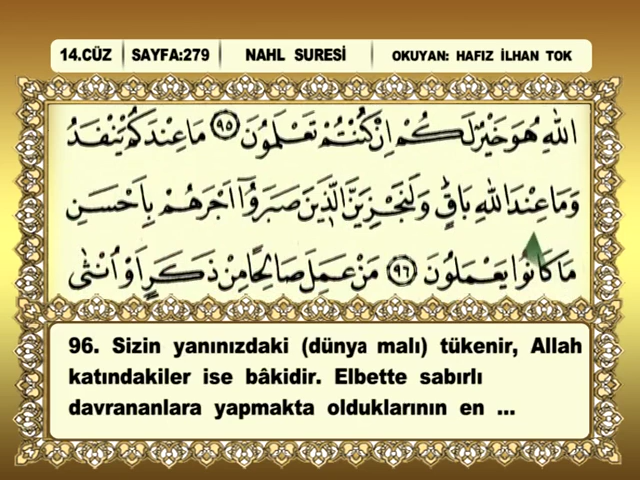 14.CÜZ SAYFA:279 NAHL SURESİ OKUYAN: HAFIZ İLHAN TOK
اللّٰهِ هُوَ خَيْرٌ لَكُمْ اِنْ كُنْتُمْ تَعْلَمُونَ ﴿٩٥﴾ مَا عِنْدَكُمْ يَنْفَدُ
وَمَا عِنْدَ اللّٰهِ بَاقٍ وَلَنَجْزِيَنَّ الَّذِينَ صَبَرُٓوا اَجْرَهُمْ بِاَحْسَنِ
مَا كَانُوا يَعْمَلُونَ ﴿٩٦﴾ مَنْ عَمِلَ صَالِحًا مِنْ ذَكَرٍ اَوْ اُنْثٰى
96. Sizin yanınızdaki (dünya malı) tükenir, Allah
katındakiler ise bâkidir. Elbette sabırlı
davrananlara yapmakta olduklarının en ...